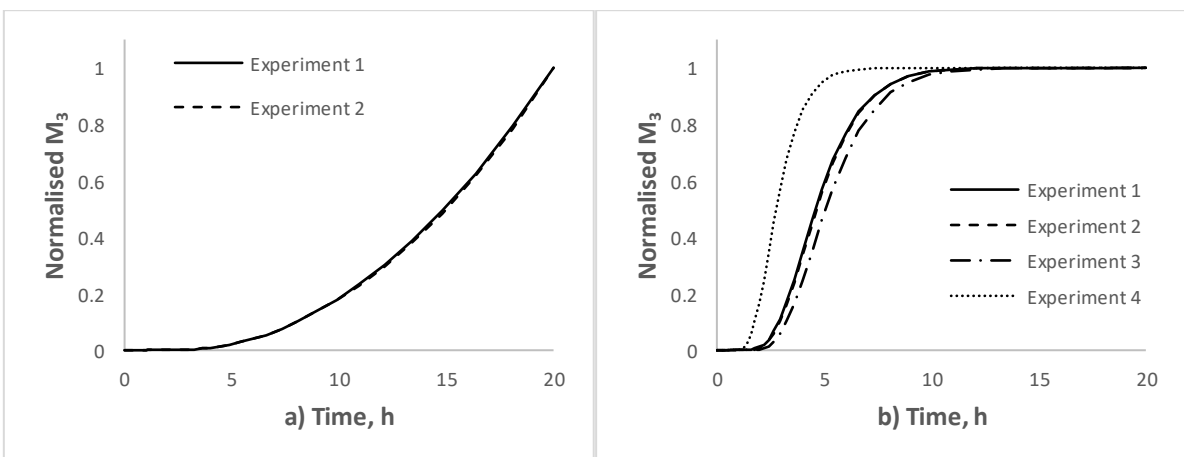 Normalised M₃
1
0.8
0.6
0.4
0.2
0
0 5 10 15 20
a) Time, h
Experiment 1
Experiment 2
Normalised M₃
1
0.8
0.6
0.4
0.2
0
0 5 10 15 20
b) Time, h
Experiment 1
Experiment 2
Experiment 3
Experiment 4